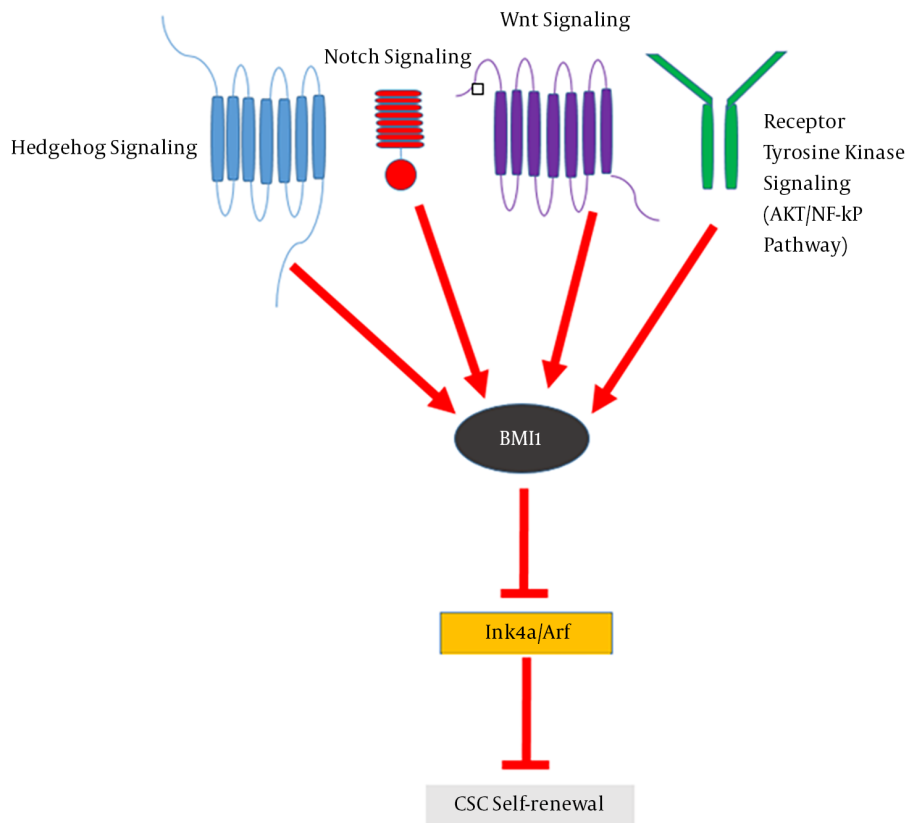 Wnt Signaling
Notch Signaling
Hedgehog Signaling
Receptor
Tyrosine Kinase
Signaling
(AKT/NF-kP
Pathway)
BMI1
Ink4a/Arf
CSC Self-renewal